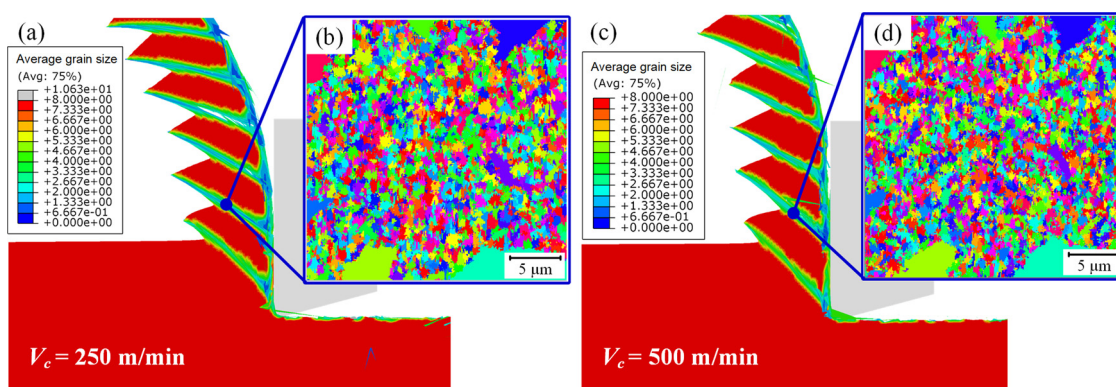 (a)
Average grain size
(Avg: 75%)
+1.063e+01
+8.000e+00
+7.333e+00
+6.667e+00
+6.000e+00
+5.333e+00
+4.667e+00
+4.000e+00
+3.333e+00
+2.667e+00
+2.000e+00
+1.333e+00
+6.667e-01
+0.000e+00
Vc = 250 m/min
(b)
5 μm
(c)
Average grain size
(Avg: 75%)
+8.000e+00
+7.333e+00
+6.667e+00
+6.000e+00
+5.333e+00
+4.667e+00
+4.000e+00
+3.333e+00
+2.667e+00
+2.000e+00
+1.333e+00
+6.667e-01
+0.000e+00
Vc = 500 m/min
(d)
5 μm